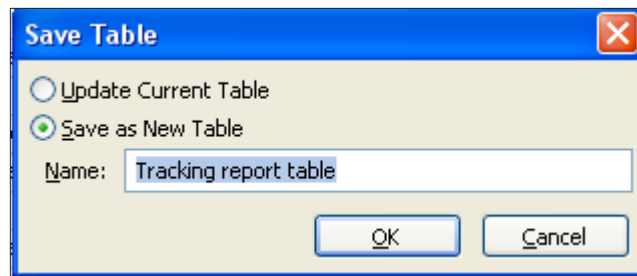 Save Table
Update Current Table
Save as New Table
Name: Tracking report table
OK Cancel